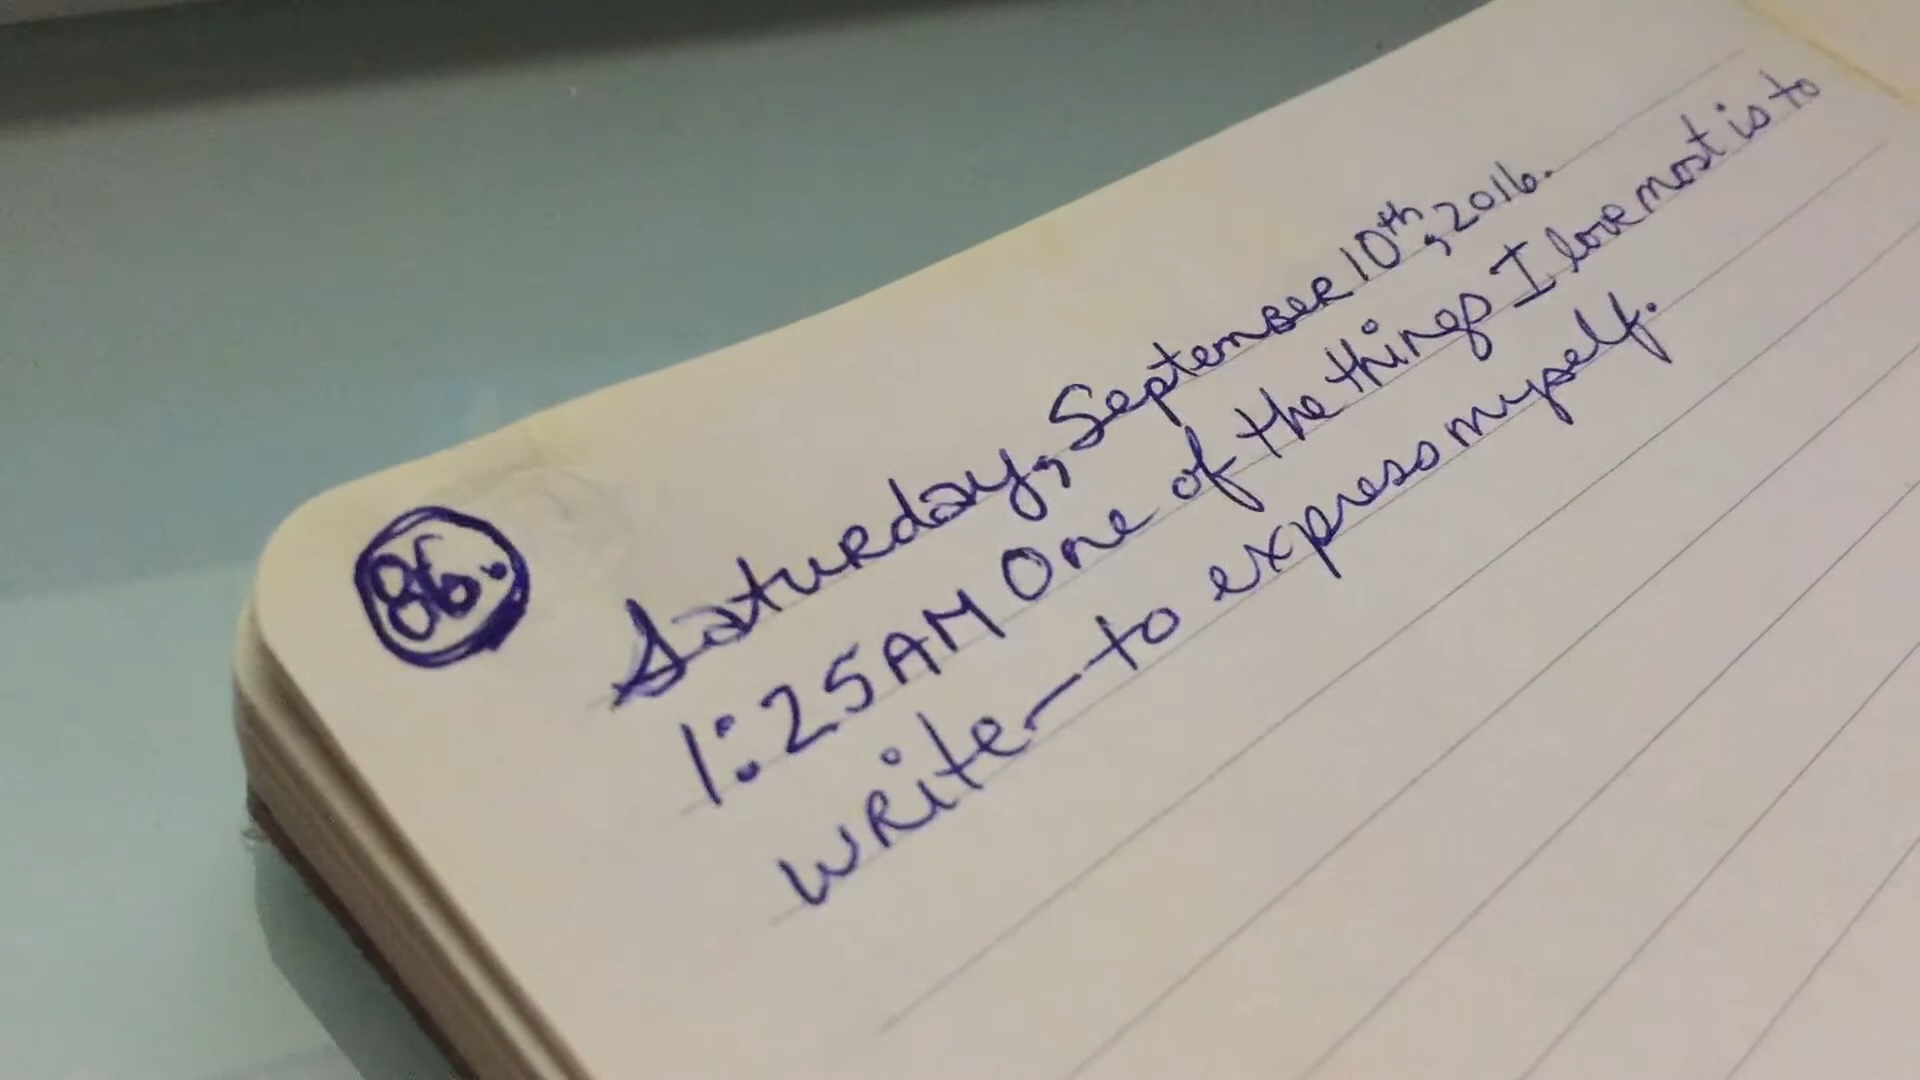 86.
Saturday, September 10th, 2016.
1:25AM One of the things I love most is to
write—to express myself.